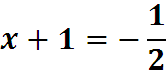 x + 1 = -1/2